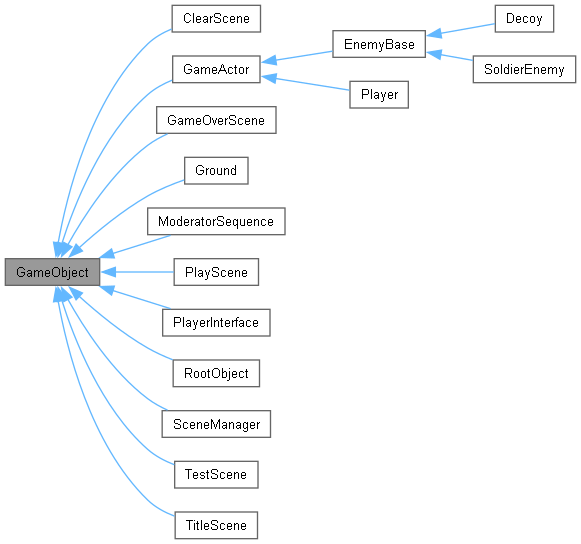 ClearScene
GameActor
EnemyBase
Decoy
SoldierEnemy
Player
GameOverScene
Ground
ModeratorSequence
GameObject
PlayScene
PlayerInterface
RootObject
SceneManager
TestScene
TitleScene